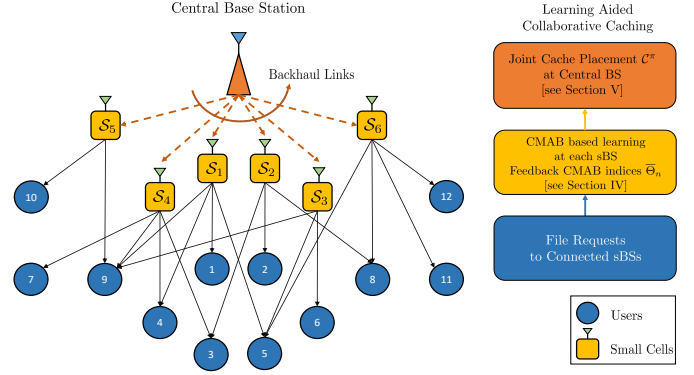 Central Base Station
Backhaul Links
S₅
S₆
S₁
S₂
S₄
S₃
10
12
7
9
1
2
8
11
4
3
5
6
Learning Aided
Collaborative Caching
Joint Cache Placement 𝒞^π
at Central BS
[see Section V]
CMAB based learning
at each sBS
Feedback CMAB indices Θ̅ₙ
[see Section IV]
File Requests
to Connected sBSs
Users
Small Cells